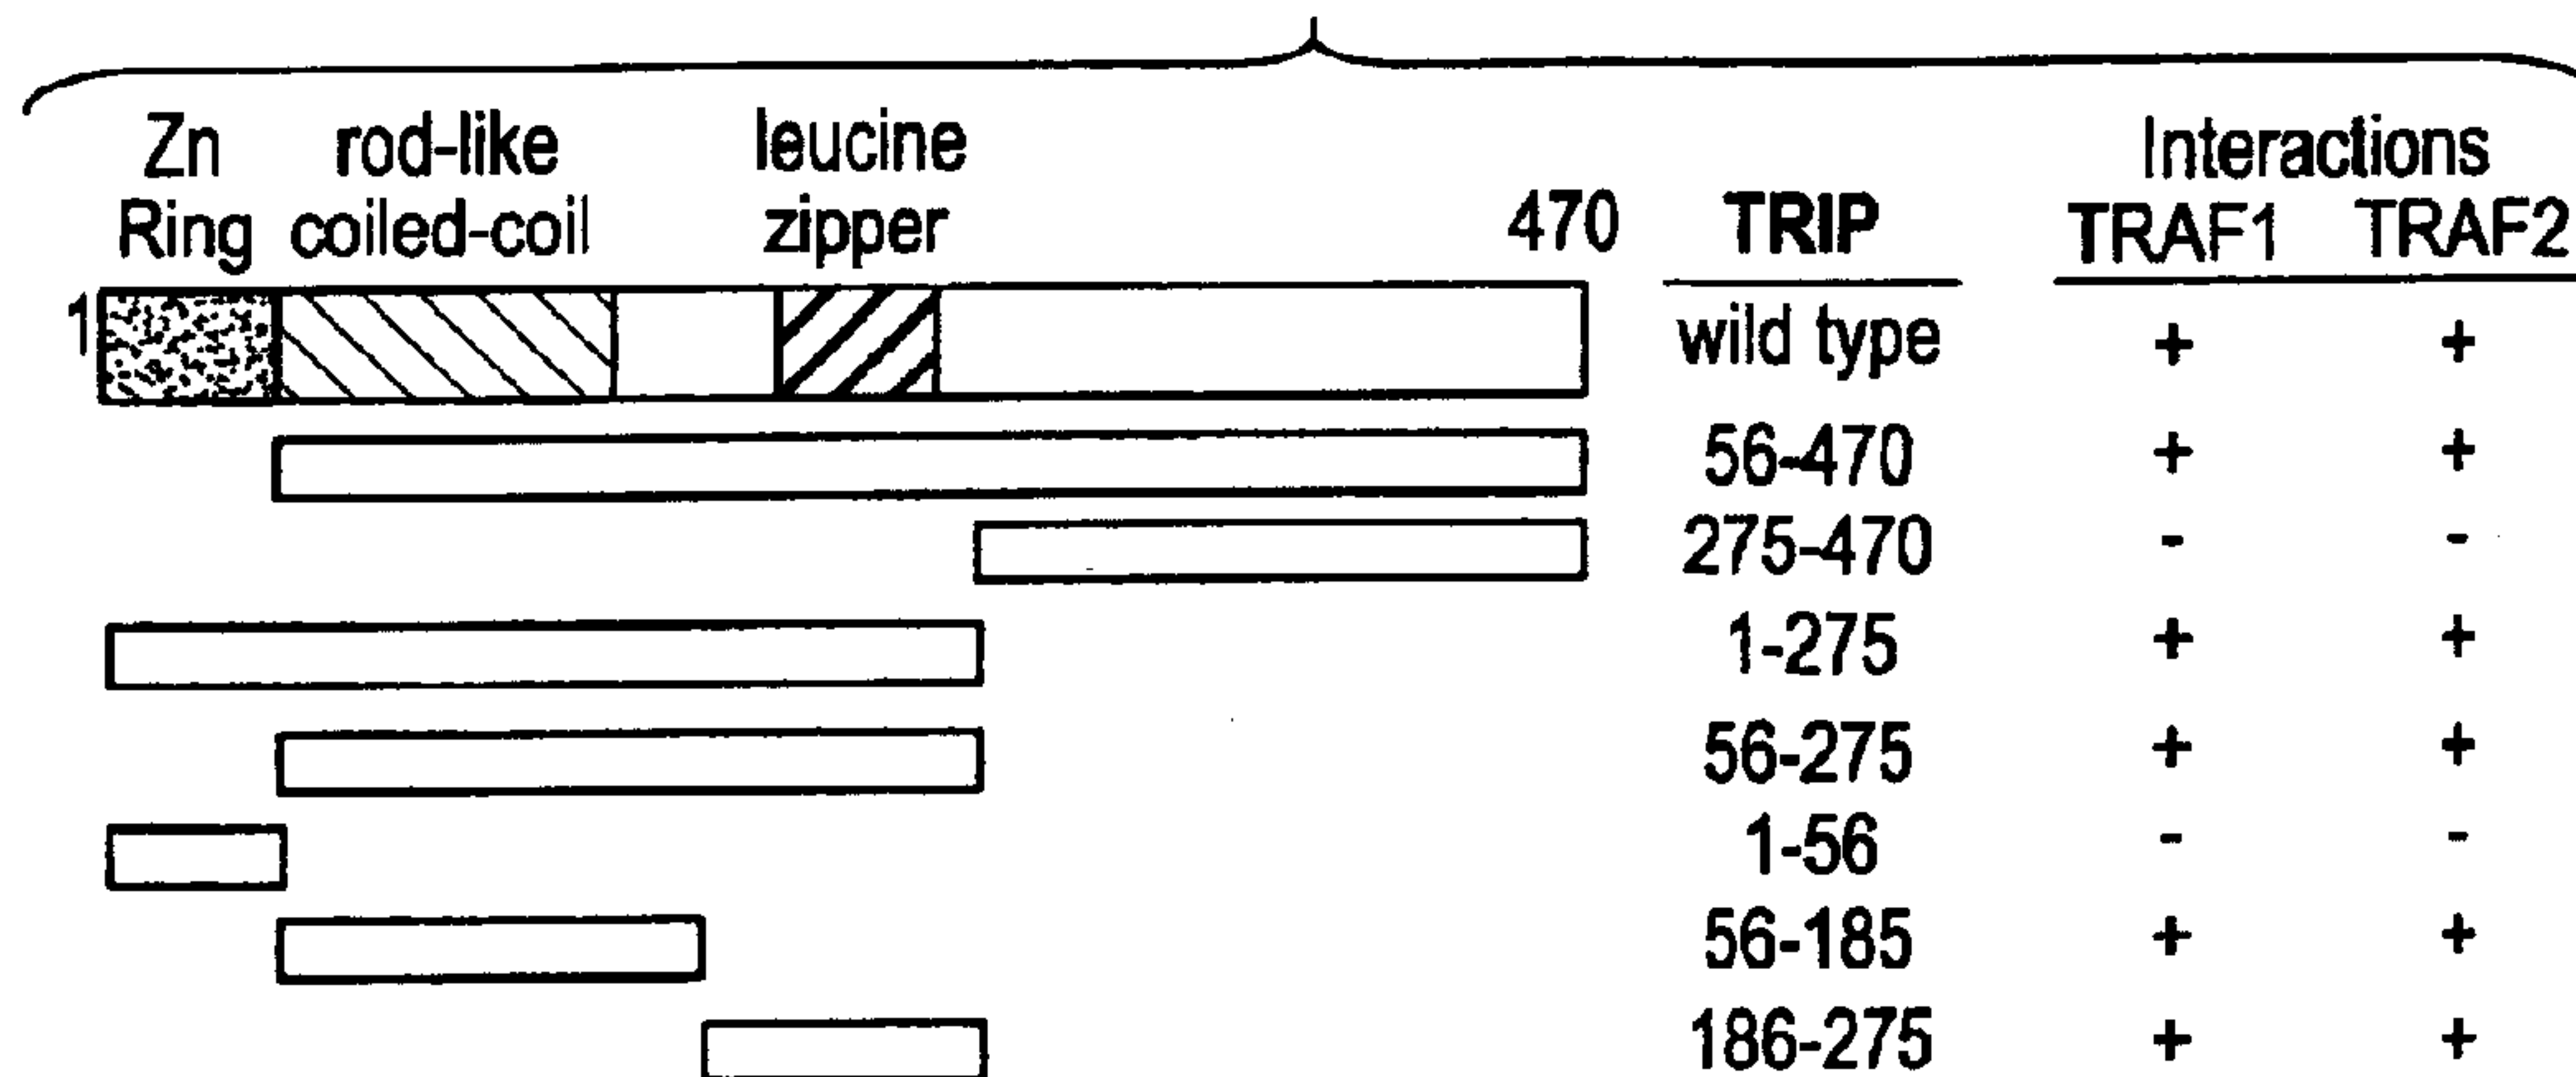 Zn rod-like leucine Interactions
Ring coiled-coil zipper 470 TRIP TRAF1 TRAF2
1 wild type + +
56-470 + +
275-470 - -
1-275 + +
56-275 + +
1-56 - -
56-185 + +
186-275 + +